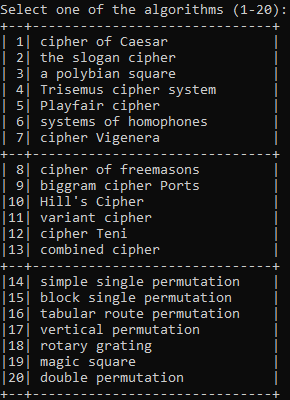 Select one of the algorithms (1-20):
+--+------------------------------+
| 1| cipher of Caesar             |
| 2| the slogan cipher            |
| 3| a polybian square            |
| 4| Trisemus cipher system       |
| 5| Playfair cipher              |
| 6| systems of homophones        |
| 7| cipher Vigenera              |
+--+------------------------------+
| 8| cipher of freemasons         |
| 9| biggram cipher Ports         |
|10| Hill's Cipher                |
|11| variant cipher               |
|12| cipher Teni                  |
|13| combined cipher              |
+--+------------------------------+
|14| simple single permutation    |
|15| block single permutation     |
|16| tabular route permutation    |
|17| vertical permutation         |
|18| rotary grating               |
|19| magic square                 |
|20| double permutation           |
+--+------------------------------+